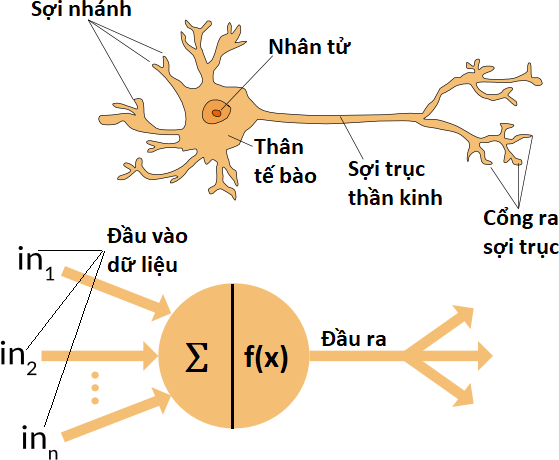 Sợi nhánh
Nhân tử
Thân
tế bào
Sợi trục
thần kinh
Cổng ra
sợi trục
Đầu vào
dữ liệu
in1
in2
inn
Σ
f(x)
Đầu ra